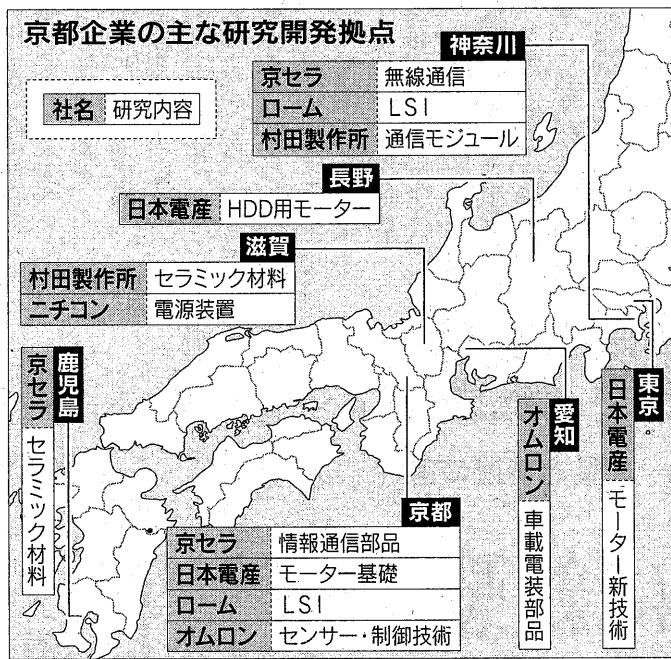 京都企業の主な研究開発拠点
社名 研究内容
神奈川
京セラ 無線通信
ローム LSI
村田製作所 通信モジュール
長野
日本電産 HDD用モーター
滋賀
村田製作所 セラミック材料
ニチコン 電源装置
鹿児島
京セラ セラミック材料
京都
京セラ 情報通信部品
日本電産 モーター基礎
ローム LSI
オムロン センサー・制御技術
愛知
オムロン 車載電装部品
東京
日本電産 モーター新技術